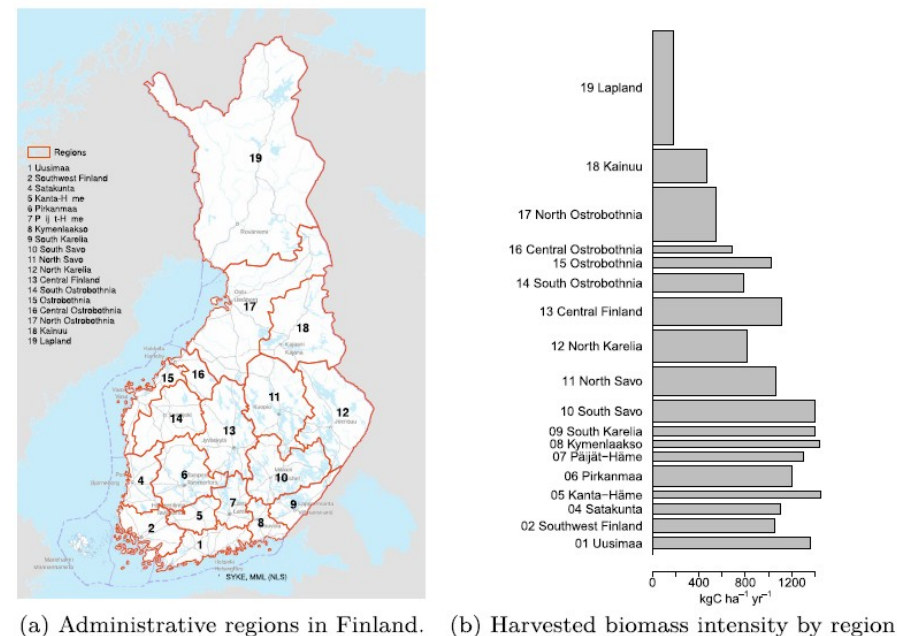 Regions
1 Uusimaa
2 Southwest Finland
4 Satakunta
5 Kanta-H me
6 Pirkanmaa
7 P ij t-H me
8 Kymenlaakso
9 South Karelia
10 South Savo
11 North Savo
12 North Karelia
13 Central Finland
14 South Ostrobothnia
15 Ostrobothnia
16 Central Ostrobothnia
17 North Ostrobothnia
18 Kainuu
19 Lapland
19
Rovaniemi
17
18
16
15
11
12
14
13
6
10
4
7
9
5
8
2
1
SYKE, MML (NLS)
(a) Administrative regions in Finland.
19 Lapland
18 Kainuu
17 North Ostrobothnia
16 Central Ostrobothnia
15 Ostrobothnia
14 South Ostrobothnia
13 Central Finland
12 North Karelia
11 North Savo
10 South Savo
09 South Karelia
08 Kymenlaakso
07 Päijät−Häme
06 Pirkanmaa
05 Kanta−Häme
04 Satakunta
02 Southwest Finland
01 Uusimaa
0 400 800 1200
kgC ha⁻¹ yr⁻¹
(b) Harvested biomass intensity by region